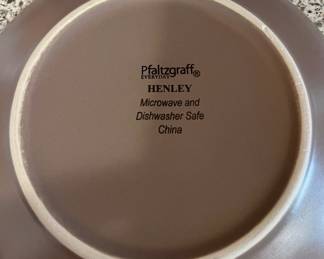 Pfaltzgraff®
EVERYDAY
HENLEY
Microwave and
Dishwasher Safe
China